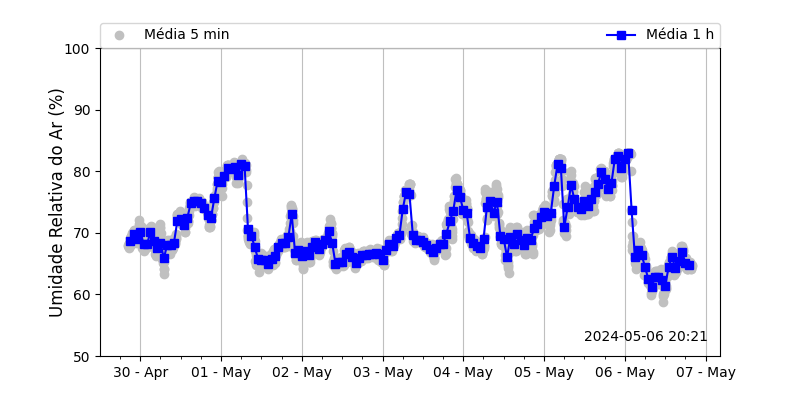 Média 5 min
Média 1 h
Umidade Relativa do Ar (%)
100
90
80
70
60
50
2024-05-06 20:21
30 - Apr
01 - May
02 - May
03 - May
04 - May
05 - May
06 - May
07 - May